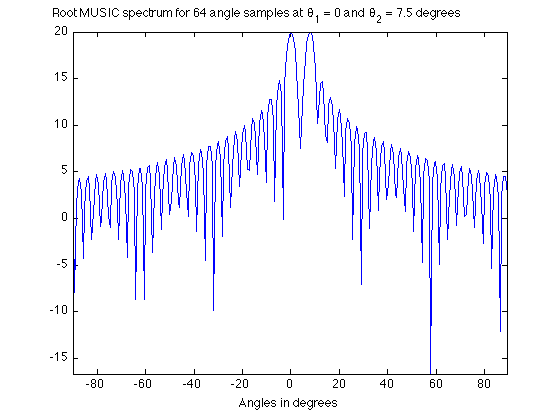 Root MUSIC spectrum for 64 angle samples at θ1 = 0 and θ2 = 7.5 degrees
20
15
10
5
0
-5
-10
-15
-80 -60 -40 -20 0 20 40 60 80
Angles in degrees